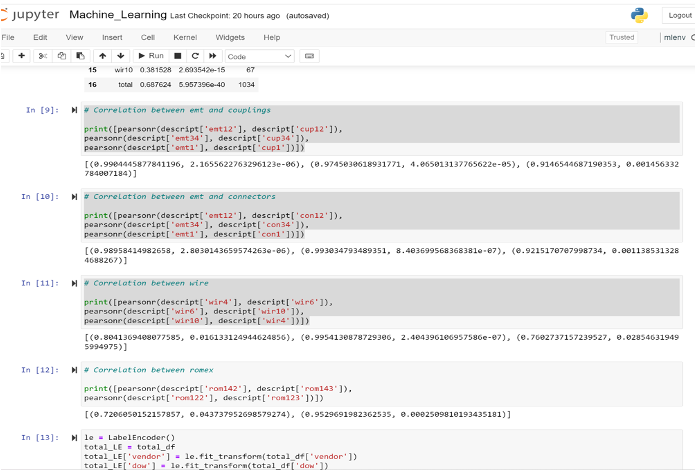 jupyter Machine_Learning Last Checkpoint: 20 hours ago (autosaved) Logout
File Edit View Insert Cell Kernel Widgets Help Trusted mlenv
Run Code
15 wir10 0.381528 2.693542e-15 67
16 total 0.687624 5.957396e-40 1034
In [9]: # Correlation between emt and couplings
print([pearsonr(descript['emt12'], descript['cup12']),
pearsonr(descript['emt34'], descript['cup34']),
pearsonr(descript['emt1'], descript['cup1'])])
[(0.9904445877841196, 2.1655622763296123e-06), (0.9745030618931771, 4.065013137765622e-05), (0.9146544687190353, 0.001456332
784007184)]
In [10]: # Correlation between emt and connectors
print([pearsonr(descript['emt12'], descript['con12']),
pearsonr(descript['emt34'], descript['con34']),
pearsonr(descript['emt1'], descript['con1'])])
[(0.98958414982658, 2.8030143659574263e-06), (0.993034793489351, 8.403699568368381e-07), (0.9215170707998734, 0.001138531328
4688267)]
In [11]: # Correlation between wire
print([pearsonr(descript['wir4'], descript['wir6']),
pearsonr(descript['wir6'], descript['wir10']),
pearsonr(descript['wir10'], descript['wir4'])])
[(0.8041369408077585, 0.016133124944624856), (0.9954130878729306, 2.404396106957586e-07), (0.7602737157239527, 0.02854631949
5994975)]
In [12]: # Correlation between romex
print([pearsonr(descript['rom142'], descript['rom143']),
pearsonr(descript['rom122'], descript['rom123'])])
[(0.7206050152157857, 0.043737952698579274), (0.9529691982362535, 0.0002509810193435181)]
In [13]: le = LabelEncoder()
total_LE = total_df
total_LE['vendor'] = le.fit_transform(total_df['vendor'])
total_LE['dow'] = le.fit_transform(total_df['dow'])